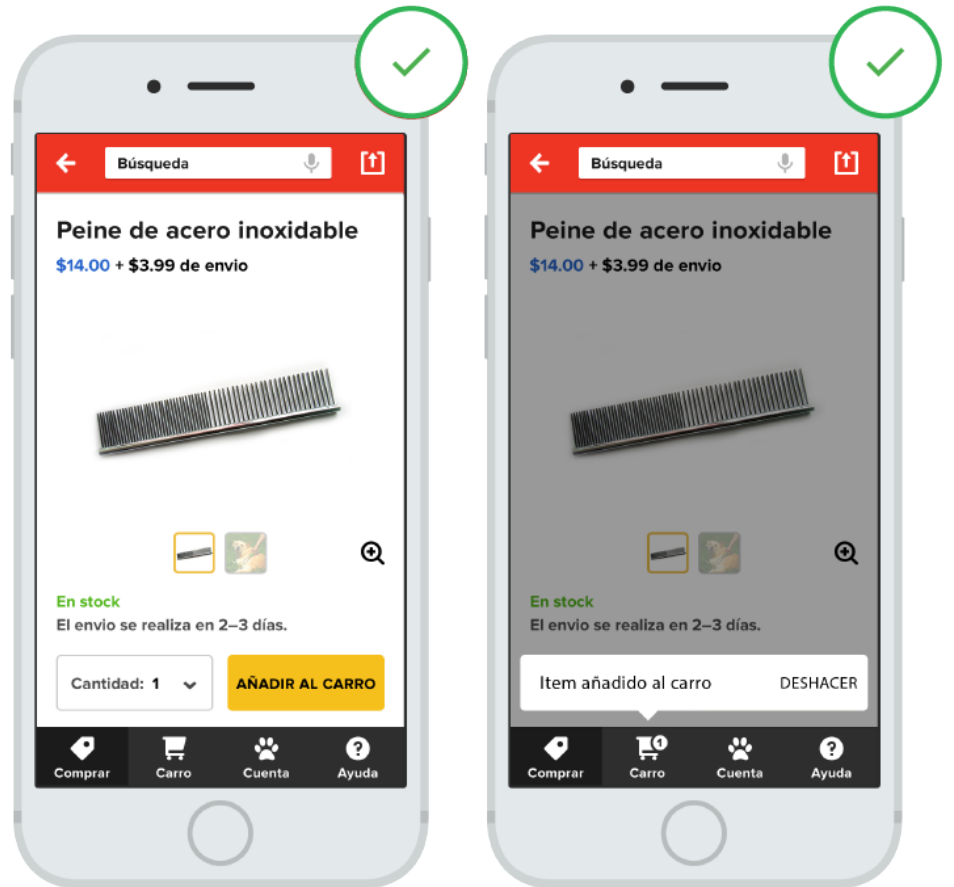 Búsqueda
Peine de acero inoxidable
$14.00 + $3.99 de envio
En stock
El envio se realiza en 2–3 días.
Cantidad: 1
AÑADIR AL CARRO
Comprar
Carro
Cuenta
? Ayuda
Búsqueda
Peine de acero inoxidable
$14.00 + $3.99 de envio
En stock
El envio se realiza en 2–3 días.
Item añadido al carro
DESHACER
1
Comprar
Carro
Cuenta
? Ayuda